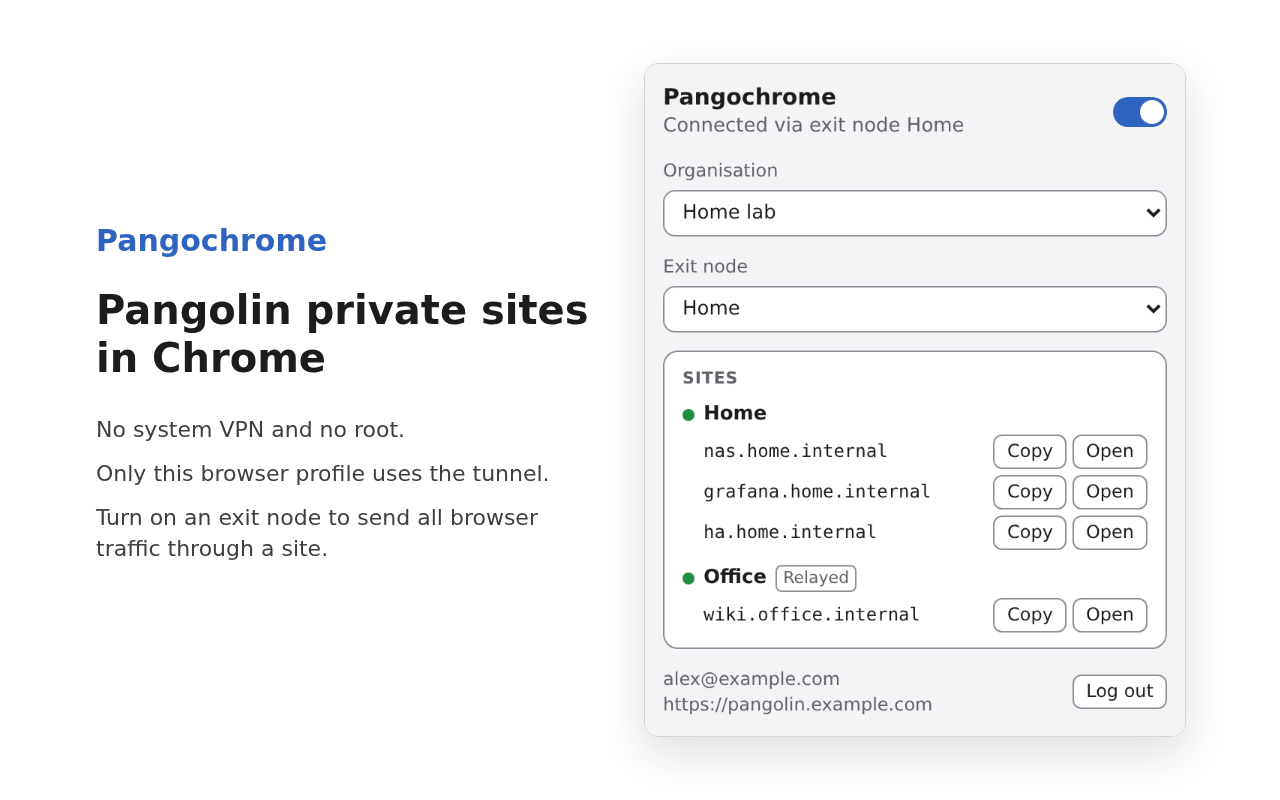 Pangochrome
Pangolin private sites
in Chrome
No system VPN and no root.
Only this browser profile uses the tunnel.
Turn on an exit node to send all browser
traffic through a site.
Pangochrome
Connected via exit node Home
Organisation
Home lab
Exit node
Home
SITES
Home
nas.home.internal Copy Open
grafana.home.internal Copy Open
ha.home.internal Copy Open
Office Relayed
wiki.office.internal Copy Open
alex@example.com
https://pangolin.example.com
Log out